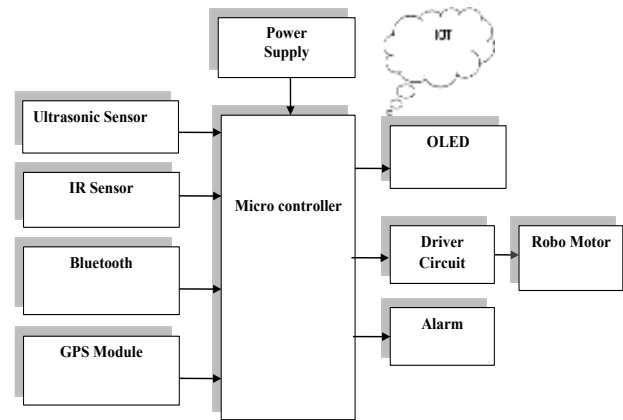 Power
Supply
IOT
Ultrasonic Sensor
OLED
IR Sensor
Micro controller
Driver
Circuit
Robo Motor
Bluetooth
Alarm
GPS Module